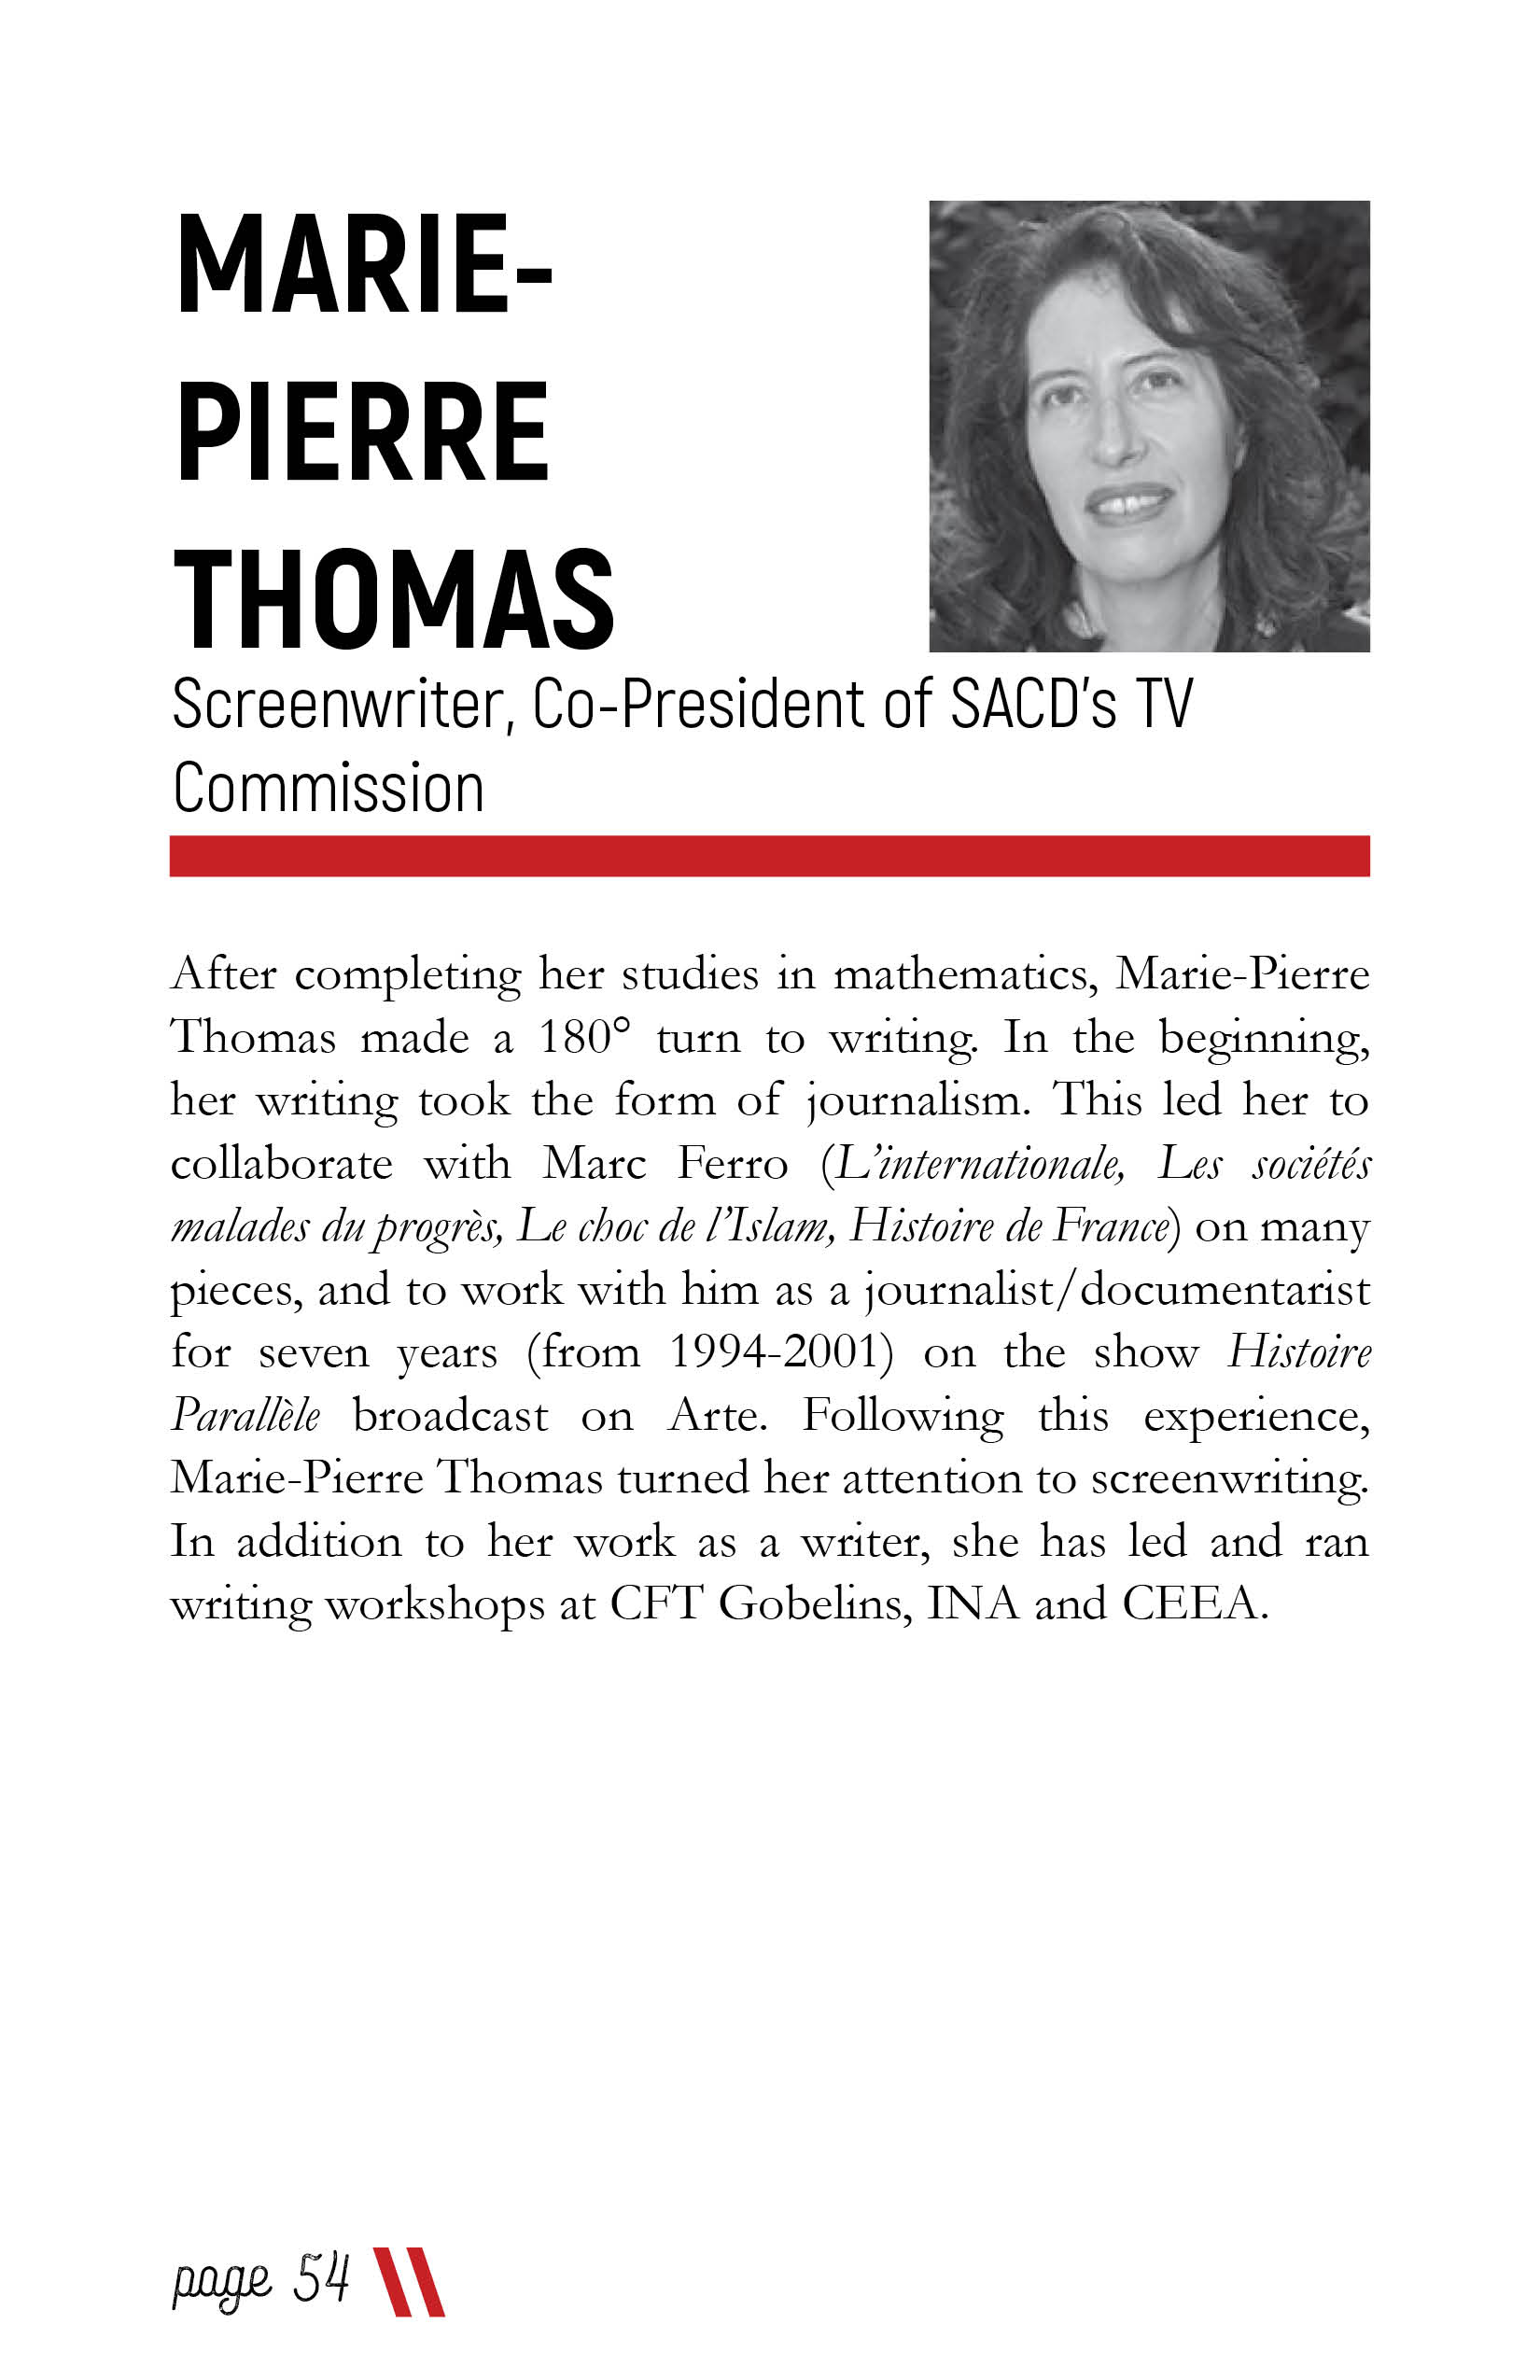 MARIE-
PIERRE
THOMAS
Screenwriter, Co-President of SACD’s TV
Commission
After completing her studies in mathematics, Marie-Pierre
Thomas made a 180° turn to writing. In the beginning,
her writing took the form of journalism. This led her to
collaborate with Marc Ferro (L’internationale, Les sociétés
malades du progrès, Le choc de l’Islam, Histoire de France) on many
pieces, and to work with him as a journalist/documentarist
for seven years (from 1994-2001) on the show Histoire
Parallèle broadcast on Arte. Following this experience,
Marie-Pierre Thomas turned her attention to screenwriting.
In addition to her work as a writer, she has led and ran
writing workshops at CFT Gobelins, INA and CEEA.
page 54